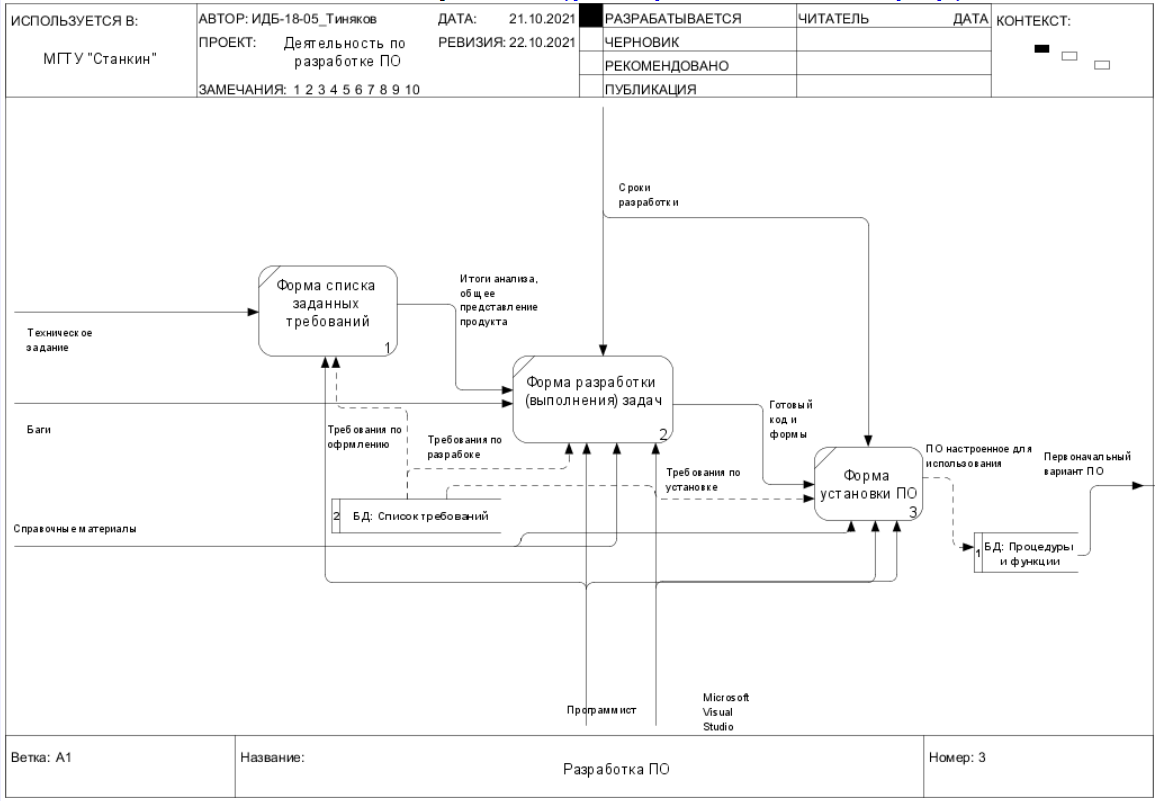 ИСПОЛЬЗУЕТСЯ В:
МГТУ "Станкин"
АВТОР: ИДБ-18-05_Тиняков
ДАТА: 21.10.2021
ПРОЕКТ: Деятельность по
разработке ПО
РЕВИЗИЯ: 22.10.2021
ЗАМЕЧАНИЯ: 1 2 3 4 5 6 7 8 9 10
РАЗРАБАТЫВАЕТСЯ
ЧЕРНОВИК
РЕКОМЕНДОВАНО
ПУБЛИКАЦИЯ
ЧИТАТЕЛЬ
ДАТА
КОНТЕКСТ:
Сроки
разработки
Форма списка
заданных
требований
1
Итоги анализа,
общее
представление
продукта
Техническое
задание
Форма разработки
(выполнения) задач
2
Баги
Требования по
офрмлению
Требования по
разрабоке
Готовый
код и
формы
Требования по
установке
Форма
установки ПО
3
ПО настроенное для
использования
Первоначальный
вариант ПО
2 БД: Список требований
Справочные материалы
1 БД: Процедуры
и функции
Программист
Microsoft
Visual
Studio
Ветка: A1
Название:
Разработка ПО
Номер: 3